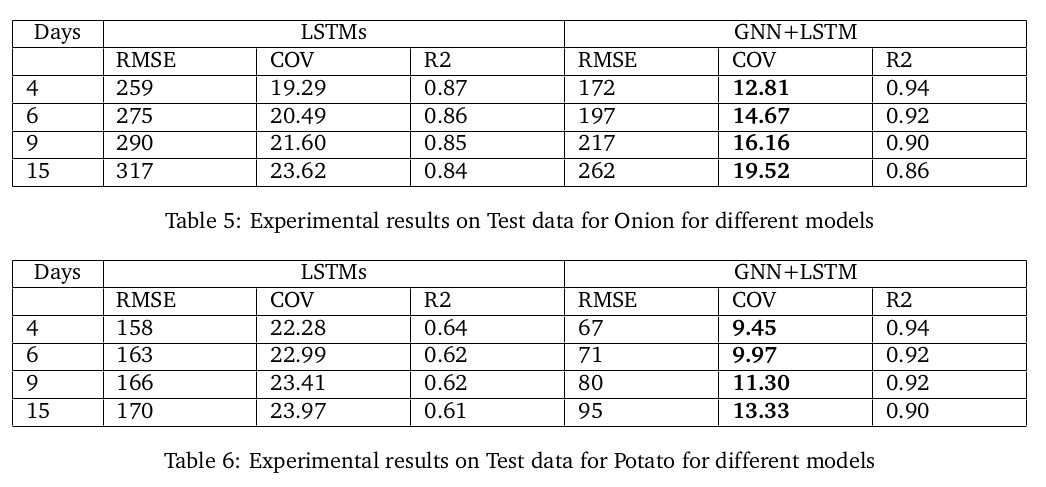 Days LSTMs GNN+LSTM
RMSE COV R2 RMSE COV R2
4 259 19.29 0.87 172 12.81 0.94
6 275 20.49 0.86 197 14.67 0.92
9 290 21.60 0.85 217 16.16 0.90
15 317 23.62 0.84 262 19.52 0.86
Table 5: Experimental results on Test data for Onion for different models
Days LSTMs GNN+LSTM
RMSE COV R2 RMSE COV R2
4 158 22.28 0.64 67 9.45 0.94
6 163 22.99 0.62 71 9.97 0.92
9 166 23.41 0.62 80 11.30 0.92
15 170 23.97 0.61 95 13.33 0.90
Table 6: Experimental results on Test data for Potato for different models